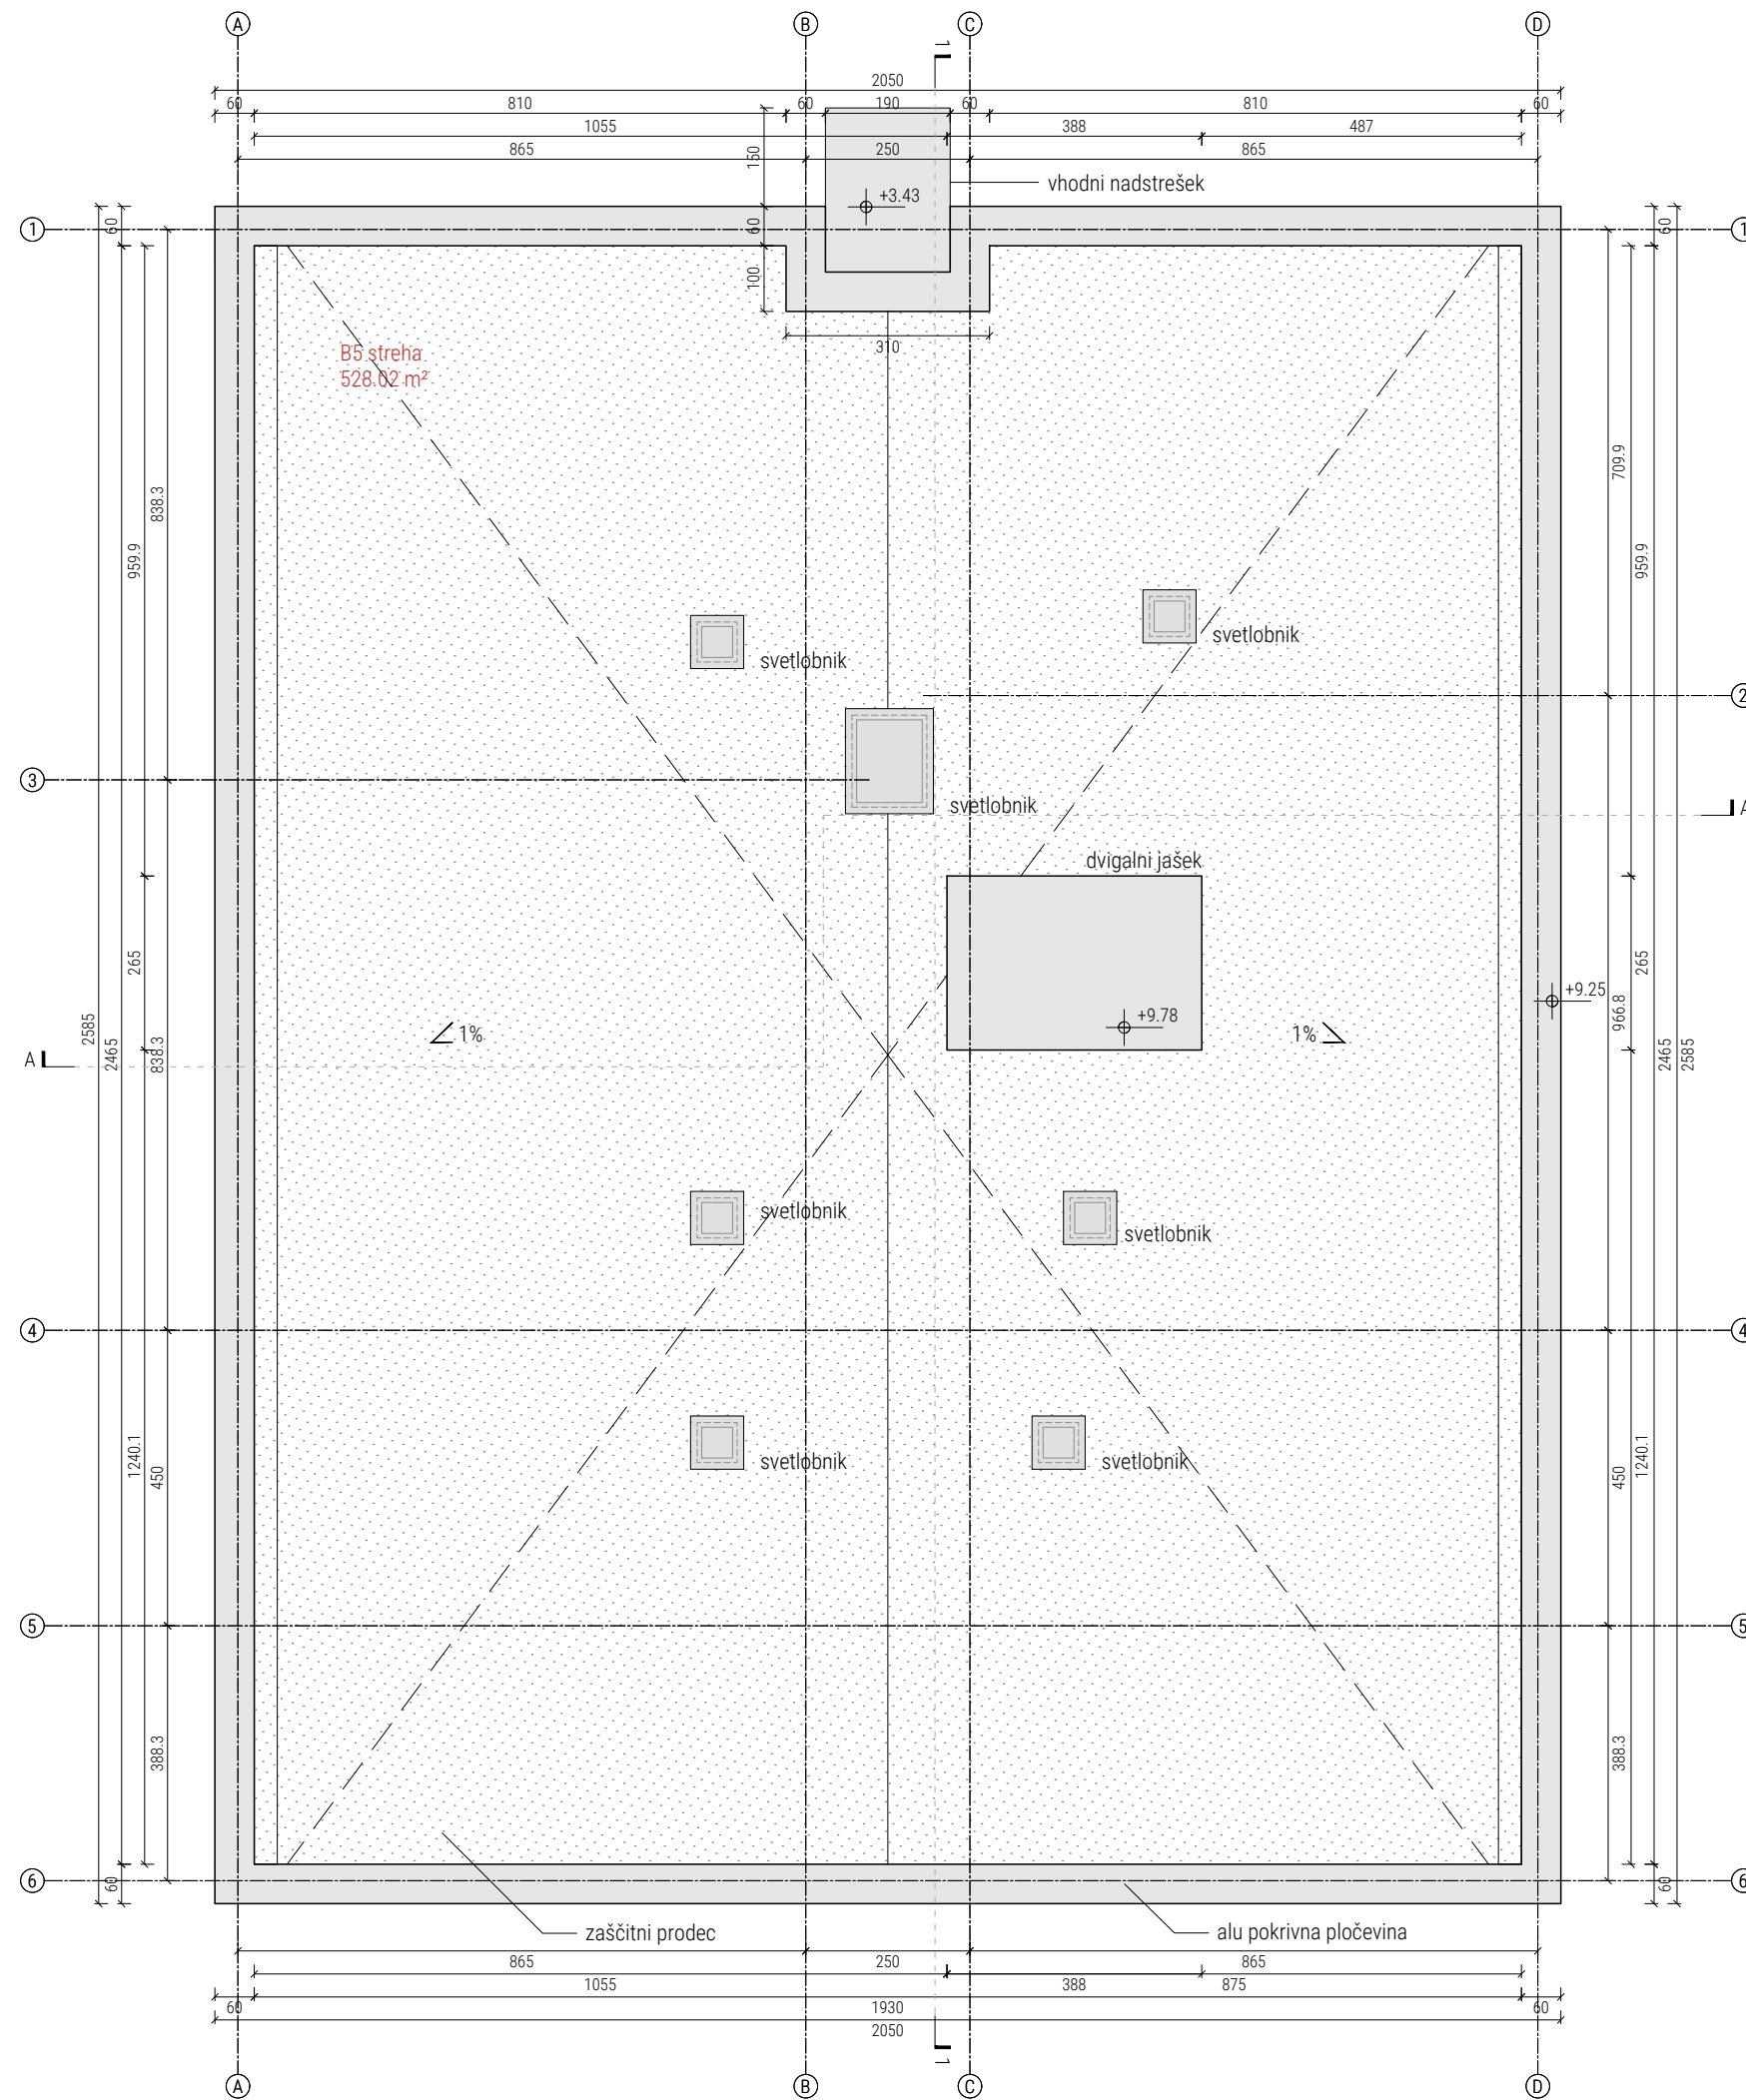 A
B
C
D
1
2050
60
810
60
190
60
810
60
1055
388
487
865
250
865
150
vhodni nadstrešek
+3.43
60
60
60
1
1
100
310
B5 streha
528.02 m²
709.9
838.3
959.9
959.9
svetlobnik
svetlobnik
2
3
svetlobnik
A
dvigalni jašek
265
265
+9.25
966.8
+9.78
1%
1%
2585
2465
838.3
2465
2585
A
svetlobnik
svetlobnik
4
4
1240.1
450
450
1240.1
svetlobnik
svetlobnik
5
5
388.3
388.3
6
60
60
6
zaščitni prodec
alu pokrivna pločevina
865
250
865
1055
388
875
60
1930
60
2050
1
A
B
C
D